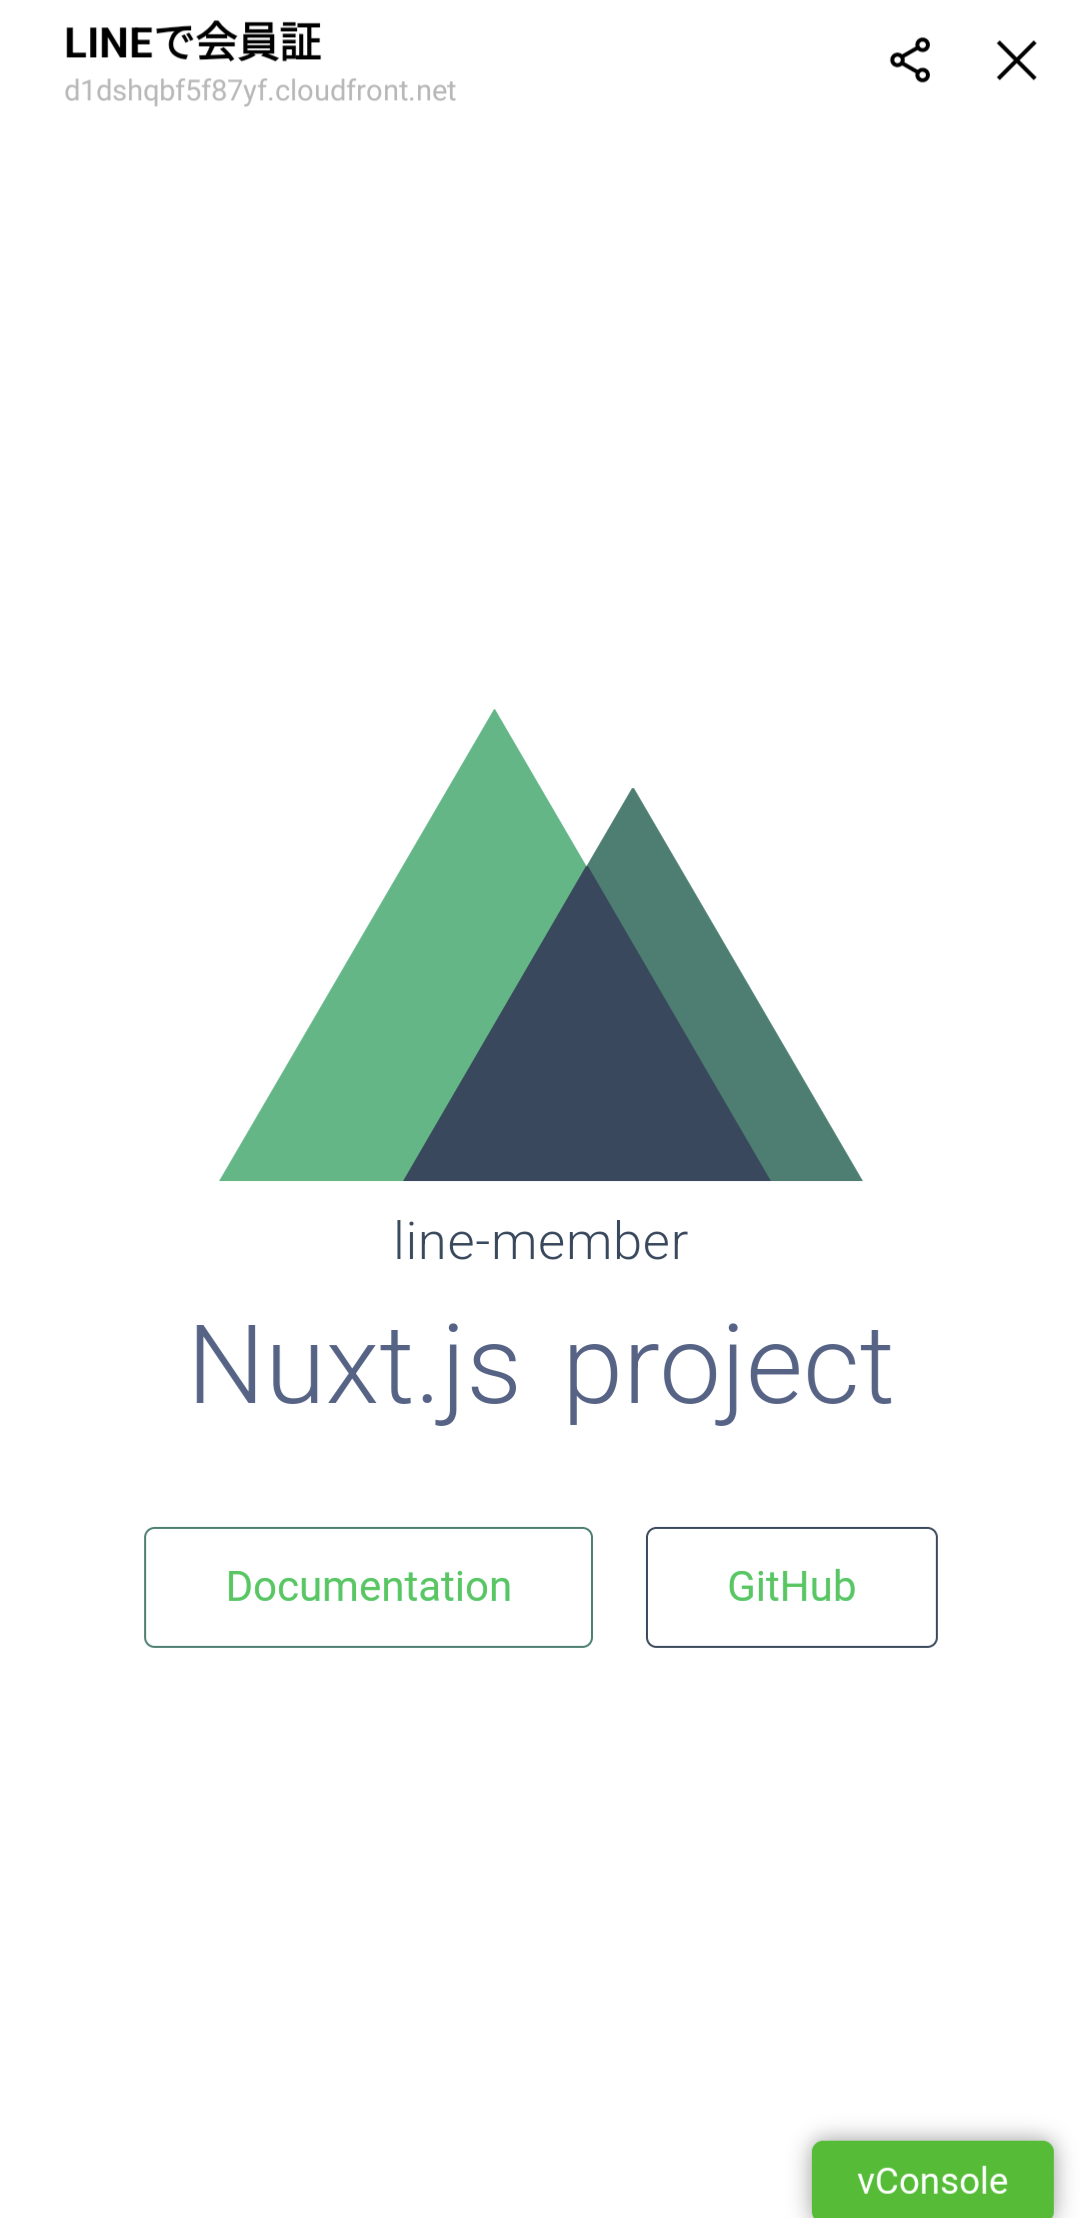 LINEで会員証
d1dshqbf5f87yf.cloudfront.net
line-member
Nuxt.js project
Documentation
GitHub
vConsole